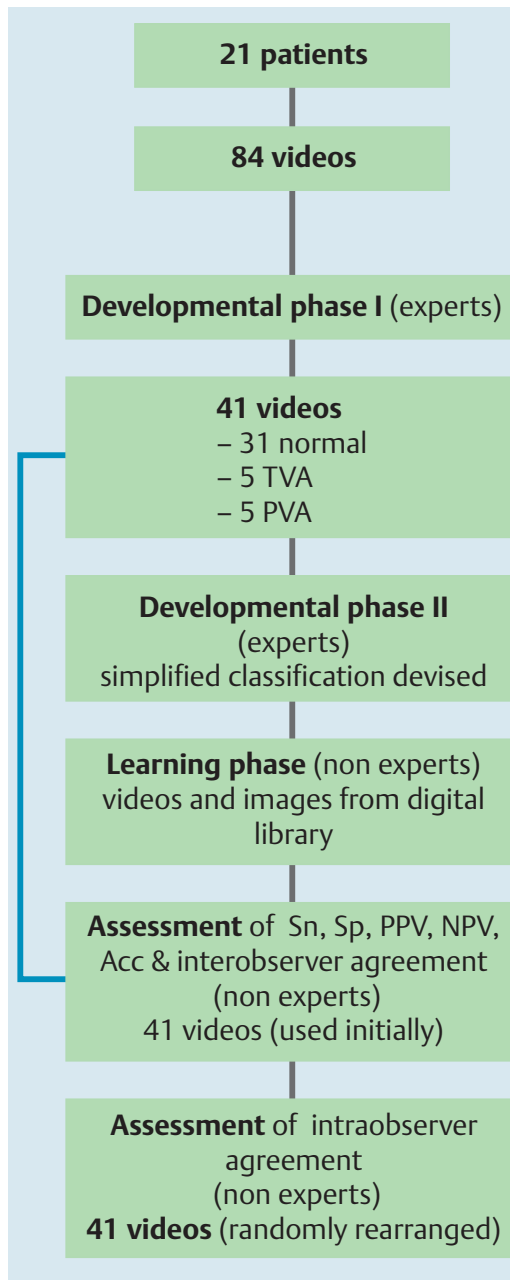 21 patients
84 videos
Developmental phase I (experts)
41 videos
– 31 normal
– 5 TVA
– 5 PVA
Developmental phase II
(experts)
simplified classification devised
Learning phase (non experts)
videos and images from digital
library
Assessment of Sn, Sp, PPV, NPV,
Acc & interobserver agreement
(non experts)
41 videos (used initially)
Assessment of intraobserver
agreement
(non experts)
41 videos (randomly rearranged)